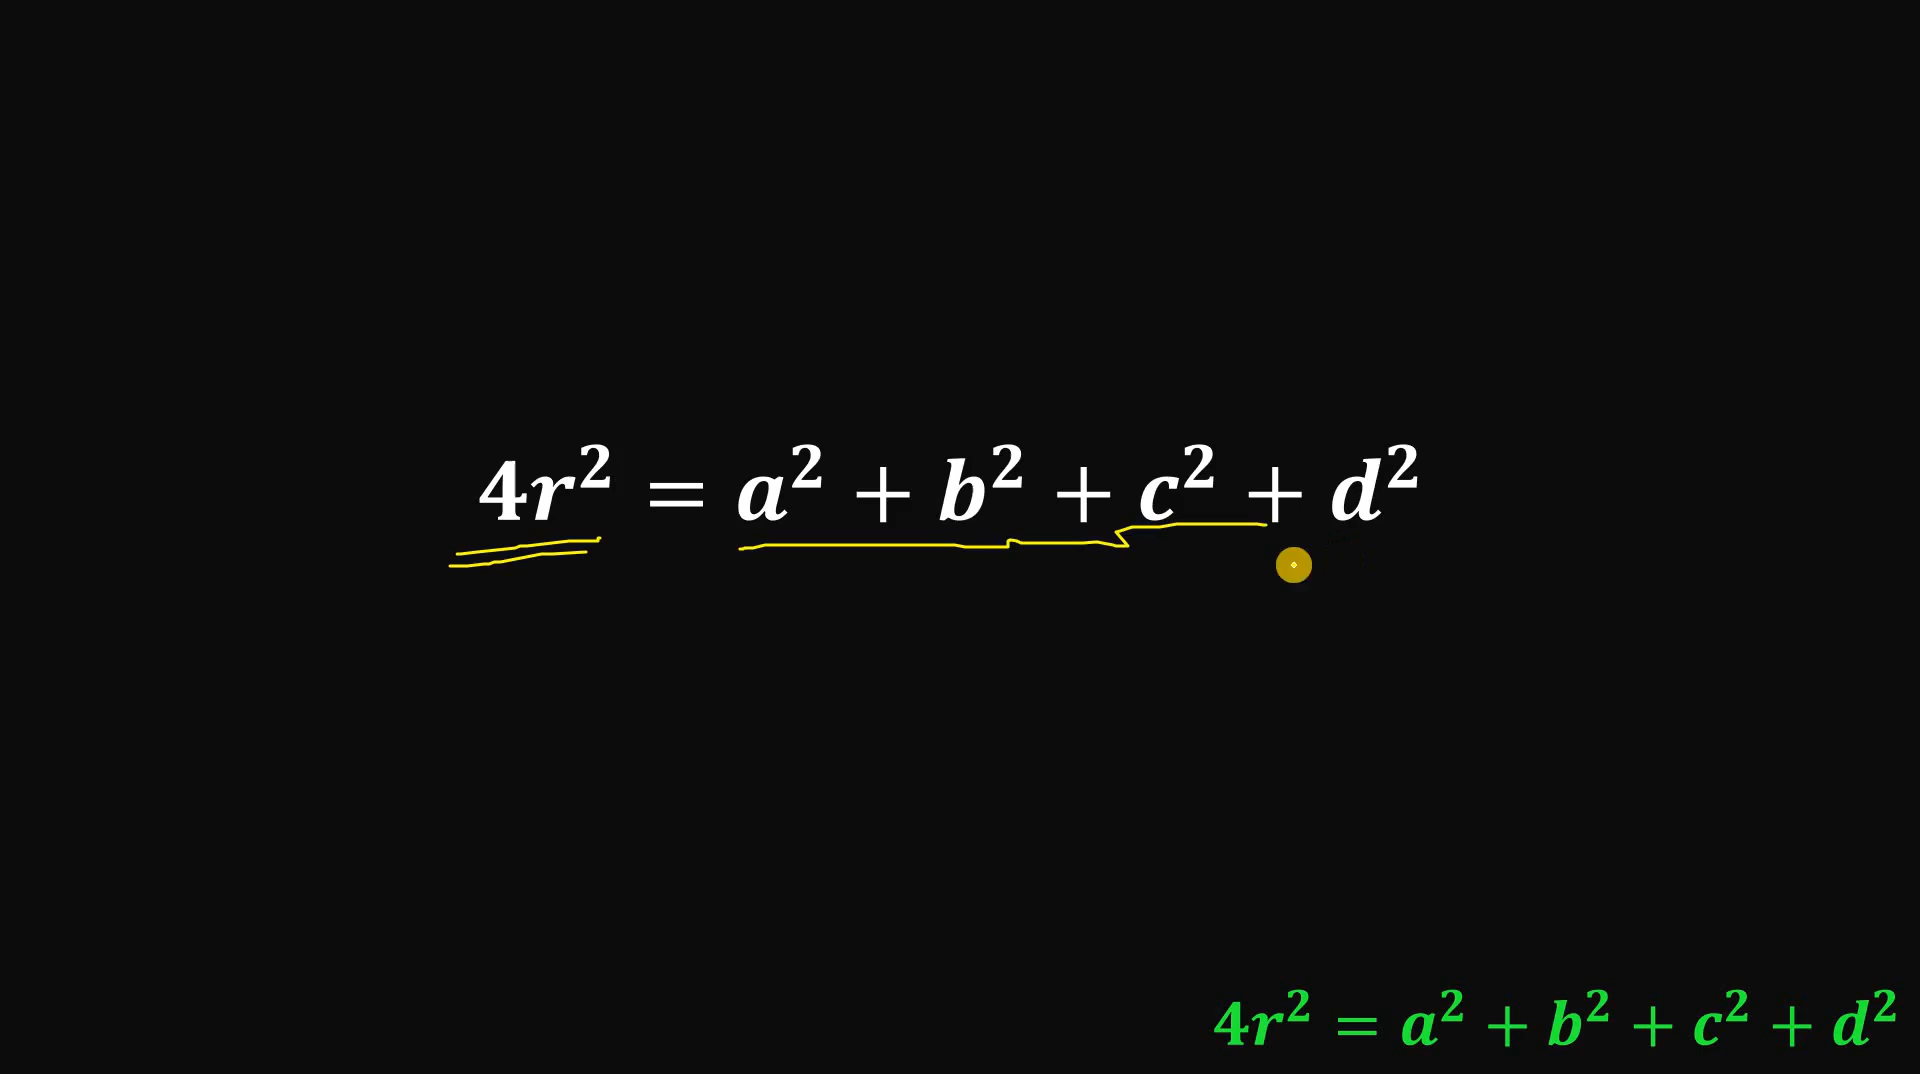 4r² = a² + b² + c² + d²
4r² = a² + b² + c² + d²